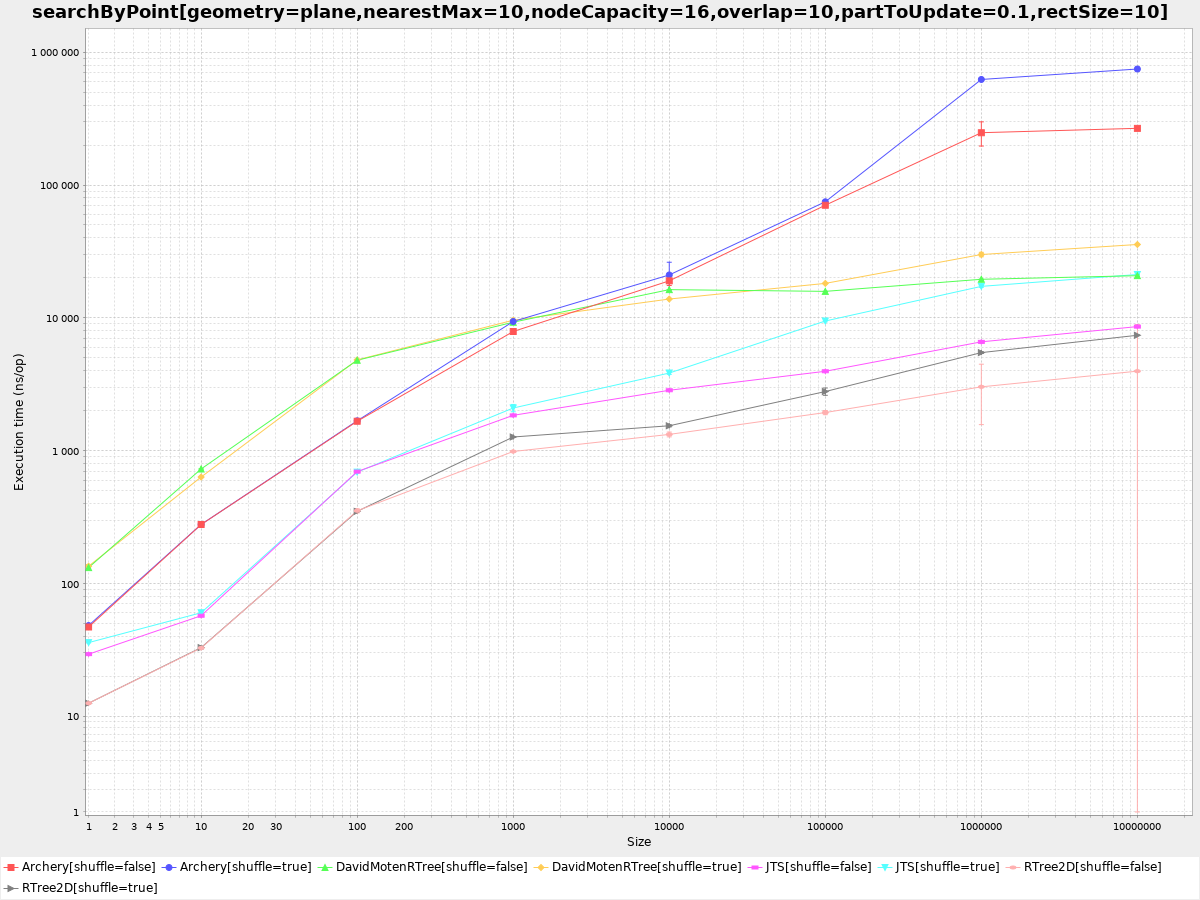 searchByPoint[geometry=plane,nearestMax=10,nodeCapacity=16,overlap=10,partToUpdate=0.1,rectSize=10]
Execution time (ns/op)
1 000 000
100 000
10 000
1 000
100
10
1
1 2 3 4 5 10 20 30 100 200 1000 10000 100000 1000000 10000000
Size
Archery[shuffle=false] Archery[shuffle=true] DavidMotenRTree[shuffle=false] DavidMotenRTree[shuffle=true] JTS[shuffle=false] JTS[shuffle=true] RTree2D[shuffle=false]
RTree2D[shuffle=true]